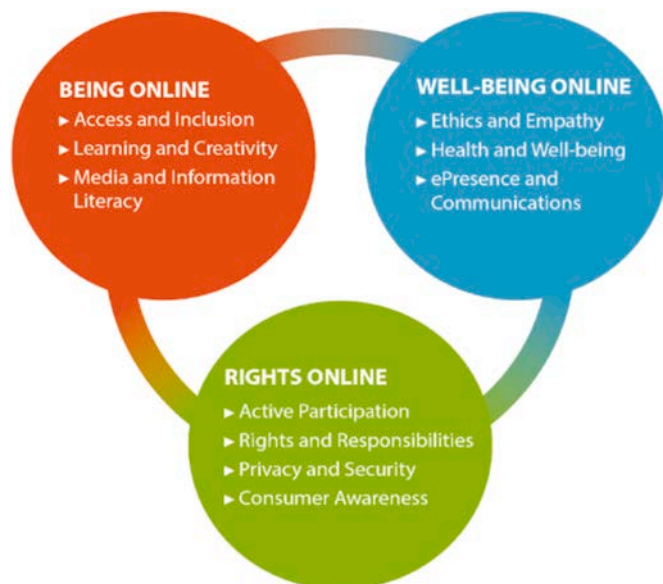 BEING ONLINE
▸ Access and Inclusion
▸ Learning and Creativity
▸ Media and Information
Literacy
WELL-BEING ONLINE
▸ Ethics and Empathy
▸ Health and Well-being
▸ ePresence and
Communications
RIGHTS ONLINE
▸ Active Participation
▸ Rights and Responsibilities
▸ Privacy and Security
▸ Consumer Awareness